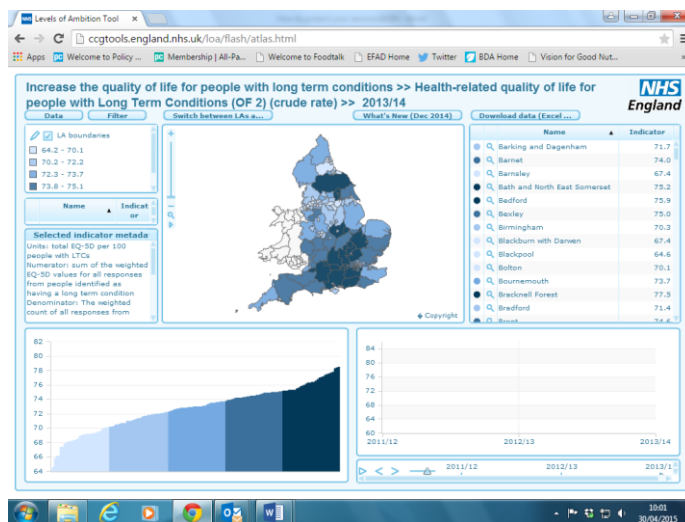 Levels of Ambition Tool
ccgtools.england.nhs.uk/loa/flash/atlas.html
Apps
Welcome to Policy ...
Membership | All-Pa...
Welcome to Foodtalk
EFAD Home
Twitter
BDA Home
Vision for Good Nut...
Increase the quality of life for people with long term
conditions >> Health-related quality of life for
people with Long Term Conditions (OF 2) (crude rate) >> 2013/14
NHS
England
Data
Filter
Switch between LAs a...
What's New (Dec 2014)
Download data (Excel ...
LA boundaries
64.2 - 70.1
70.2 - 72.2
72.3 - 73.7
73.8 - 75.1
Name
Indicat
or
Selected indicator metada
Units: total EQ-5D per 100
people with LTCs
Numerator: sum of the weighted
EQ-5D values for all responses
from people identified as
having a long term condition
Denominator: The weighted
count of all responses from
Copyright
Name Indicator
Barking and Dagenham 71.7
Barnet 74.0
Barnsley 67.4
Bath and North East Somerset 75.2
Bedford 75.9
Bexley 75.0
Birmingham 70.3
Blackburn with Darwen 67.4
Blackpool 64.6
Bolton 70.1
Bournemouth 73.7
Bracknell Forest 77.5
Bradford 71.4
Brent 74.6
82
80
78
76
74
72
70
68
66
64
84
80
76
72
68
64
60
2011/12 2012/13 2013/14
2011/12 2012/13 2013/1
10:01
30/04/2015